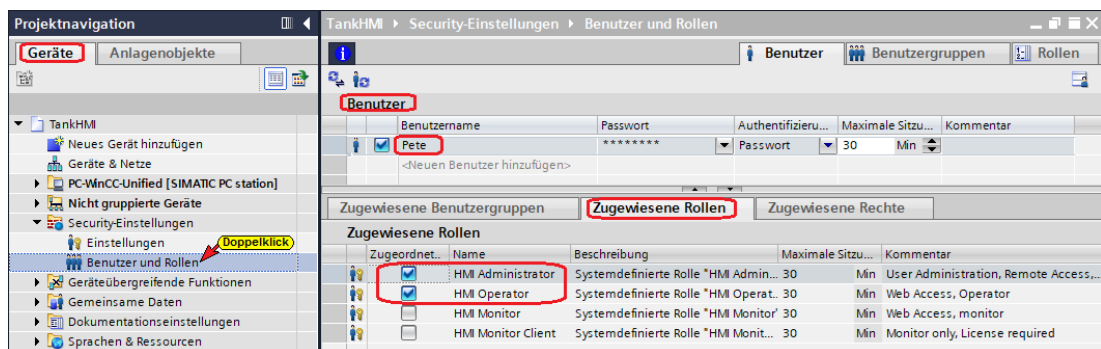 Projektnavigation
Geräte
Anlagenobjekte
TankHMI
Neues Gerät hinzufügen
Geräte & Netze
PC-WinCC-Unified [SIMATIC PC station]
Nicht gruppierte Geräte
Security-Einstellungen
Einstellungen
Doppelklick
Benutzer und Rollen
Geräteübergreifende Funktionen
Gemeinsame Daten
Dokumentationseinstellungen
Sprachen & Ressourcen
TankHMI Security-Einstellungen Benutzer und Rollen
Benutzer Benutzergruppen Rollen
Benutzer
Benutzername Passwort Authentifizieru... Maximale Sitzu... Kommentar
Pete ******** Passwort 30 Min
<Neuen Benutzer hinzufügen>
Zugewiesene Benutzergruppen Zugewiesene Rollen Zugewiesene Rechte
Zugewiesene Rollen
Zugeordnet.. Name Beschreibung Maximale Sitzu... Kommentar
HMI Administrator Systemdefinierte Rolle "HMI Admin... 30 Min User Administration, Remote Access,...
HMI Operator Systemdefinierte Rolle "HMI Operat.. 30 Min Web Access, Operator
HMI Monitor Systemdefinierte Rolle "HMI Monitor' 30 Min Web Access, monitor
HMI Monitor Client Systemdefinierte Rolle "HMI Monit... 30 Min Monitor only, License required